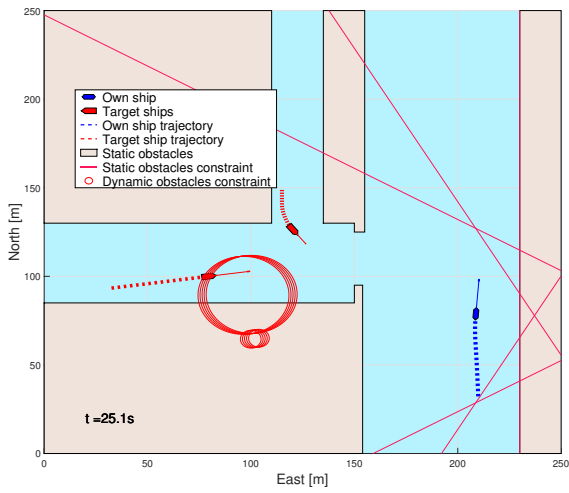 250
200
150
100
50
0
North [m]
Own ship
Target ships
Own ship trajectory
Target ship trajectory
Static obstacles
Static obstacles constraint
Dynamic obstacles constraint
t =25.1s
0 50 100 150 200 250
East [m]